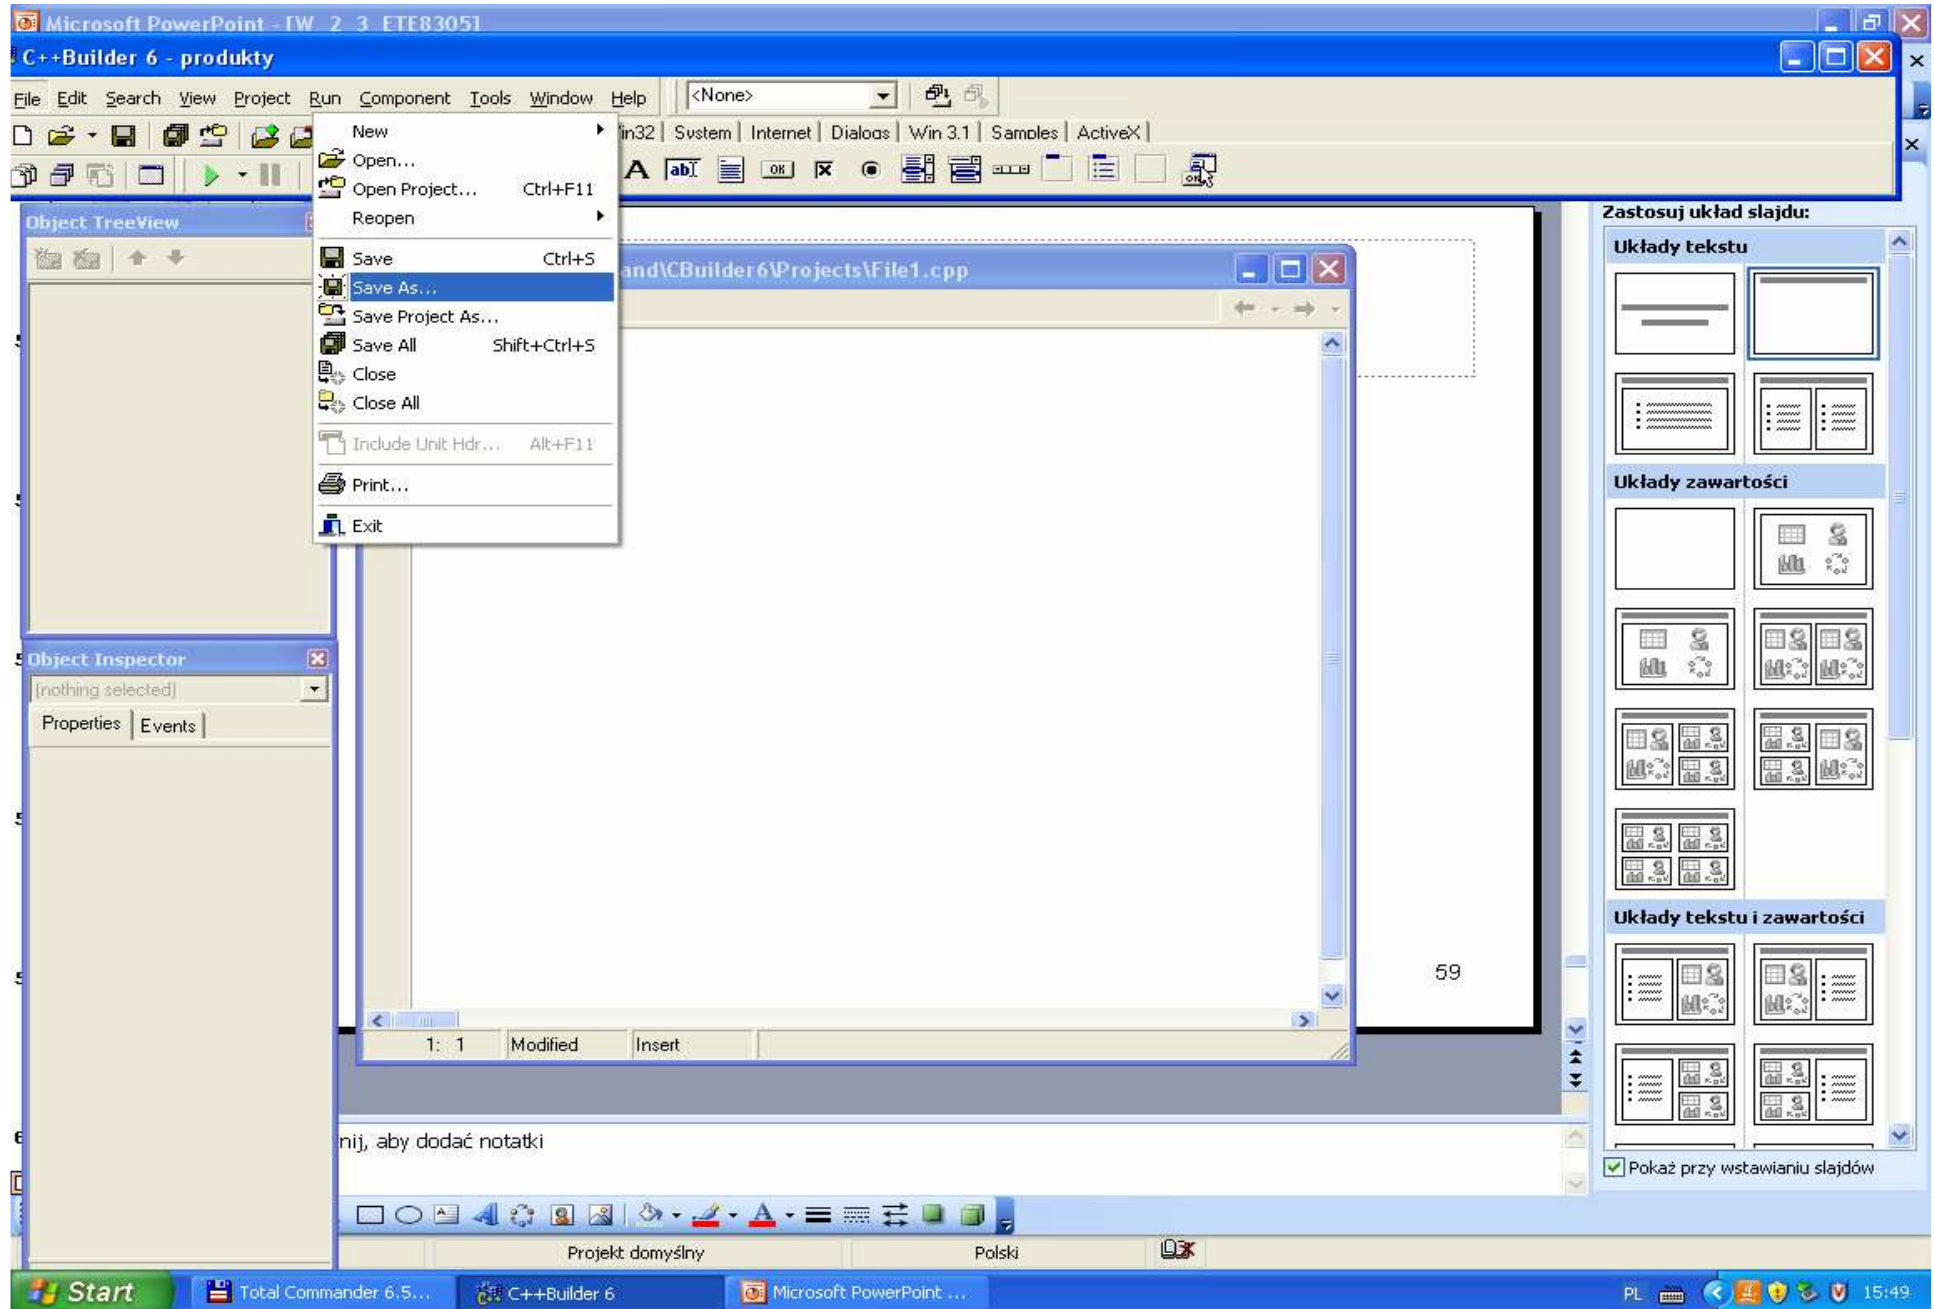 Microsoft PowerPoint - [W_2_3_ETE8305]
C++Builder 6 - produkty
File Edit Search View Project Run Component Tools Window Help <None>
in32 System Internet Dialogs Win 3.1 Samples ActiveX
New
Open...
Open Project... Ctrl+F11
Reopen
Save Ctrl+S
Save As...
Save Project As...
Save All Shift+Ctrl+S
Close
Close All
Include Unit Hdr... Alt+F11
Print...
Exit
Object TreeView
and\CBuilder6\Projects\File1.cpp
Object Inspector
(nothing selected)
Properties Events
59
1: 1 Modified Insert
nij, aby dodać notatki
Zastosuj układ slajdu:
Układy tekstu
Układy zawartości
Układy tekstu i zawartości
Pokaż przy wstawianiu slajdów
Projekt domyślny Polski
Start Total Commander 6.5... C++Builder 6 Microsoft PowerPoint ... PL 15:49